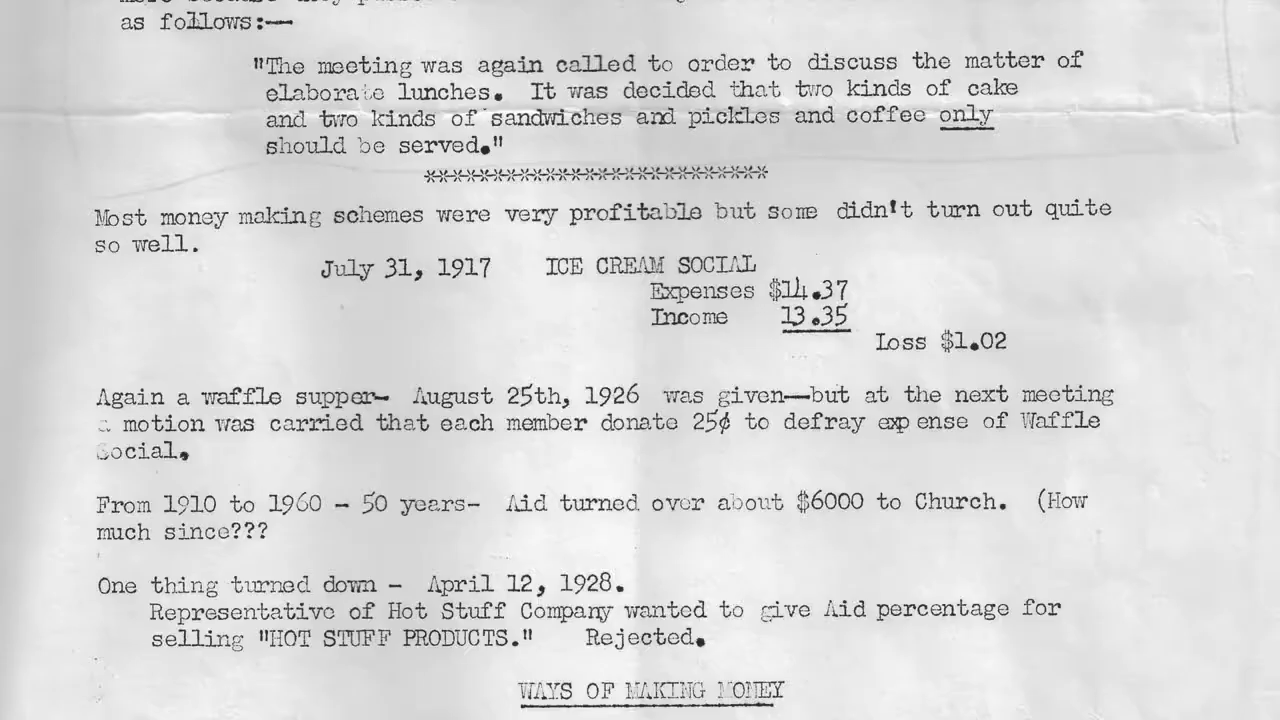 as follows:—
"The meeting was again called to order to discuss the matter of
elaborate lunches. It was decided that two kinds of cake
and two kinds of sandwiches and pickles and coffee only
should be served."
*************************
Most money making schemes were very profitable but some didn't turn out quite
so well.
July 31, 1917 ICE CREAM SOCIAL
Expenses $14.37
Income 13.35
Loss $1.02
Again a waffle supper- August 25th, 1926 was given—but at the next meeting
a motion was carried that each member donate 25¢ to defray exp ense of Waffle
Social.
From 1910 to 1960 - 50 years- Aid turned over about $6000 to Church. (How
much since???
One thing turned down - April 12, 1928.
Representative of Hot Stuff Company wanted to give Aid percentage for
selling "HOT STUFF PRODUCTS." Rejected.
WAYS OF MAKING MONEY